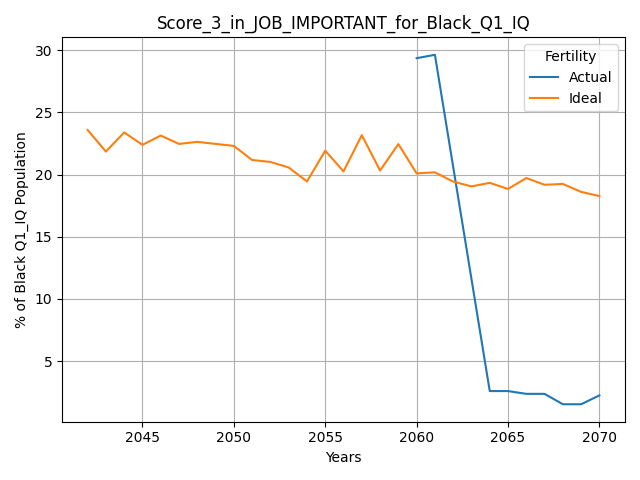 Score_3_in_JOB_IMPORTANT_for_Black_Q1_IQ
% of Black Q1_IQ Population
30
25
20
15
10
5
Fertility
Actual
Ideal
2045 2050 2055 2060 2065 2070
Years